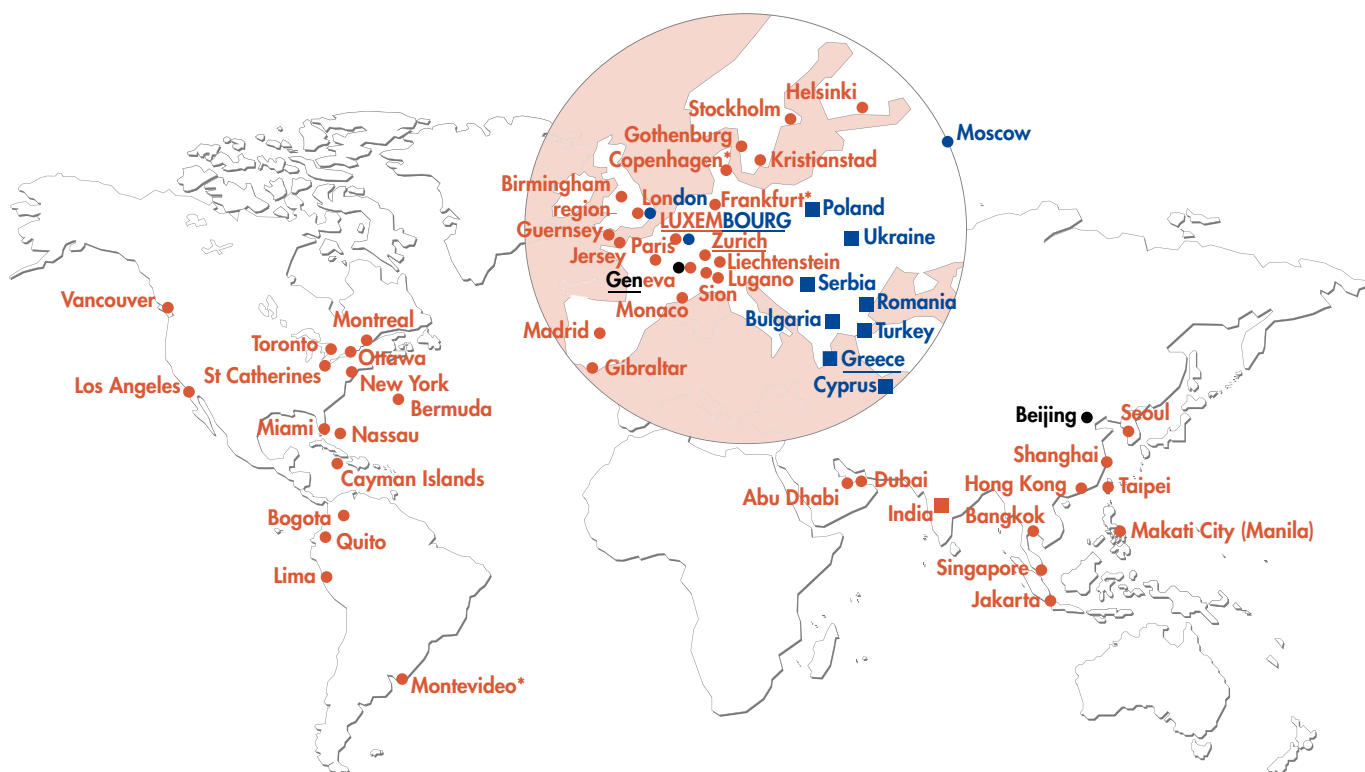 Helsinki
Stockholm
Moscow
Gothenburg
Copenhagen*
Kristianstad
Birmingham
region
London
Frankfurt*
Poland
LUXEMBOURG
Guernsey
Ukraine
Jersey
Paris
Zurich
Liechtenstein
Geneva
Lugano
Sion
Serbia
Monaco
Romania
Bulgaria
Turkey
Madrid
Greece
Gibraltar
Cyprus
Vancouver
Montreal
Toronto
Ottawa
St Catherines
New York
Los Angeles
Bermuda
Miami
Nassau
Cayman Islands
Bogota
Quito
Lima
Montevideo*
Beijing
Seoul
Shanghai
Abu Dhabi
Dubai
Hong Kong
Taipei
India
Bangkok
Makati City (Manila)
Singapore
Jakarta